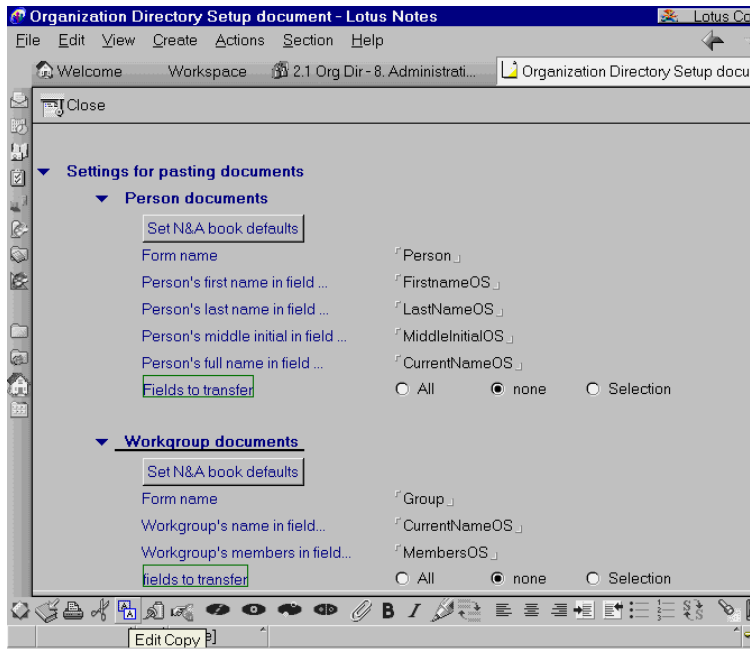 Organization Directory Setup document - Lotus Notes
Lotus Co
File Edit View Create Actions Section Help
Welcome Workspace 2.1 Org Dir - 8. Administrati... Organization Directory Setup docu
Close
Settings for pasting documents
Person documents
Set N&A book defaults
Form name Person
Person's first name in field ... FirstnameOS
Person's last name in field ... LastNameOS
Person's middle initial in field ... MiddleInitialOS
Person's full name in field ... CurrentNameOS
Fields to transfer All none Selection
Workgroup documents
Set N&A book defaults
Form name Group
Workgroup's name in field... CurrentNameOS
Workgroup's members in field... MembersOS
fields to transfer All none Selection
B I
Edit Copy